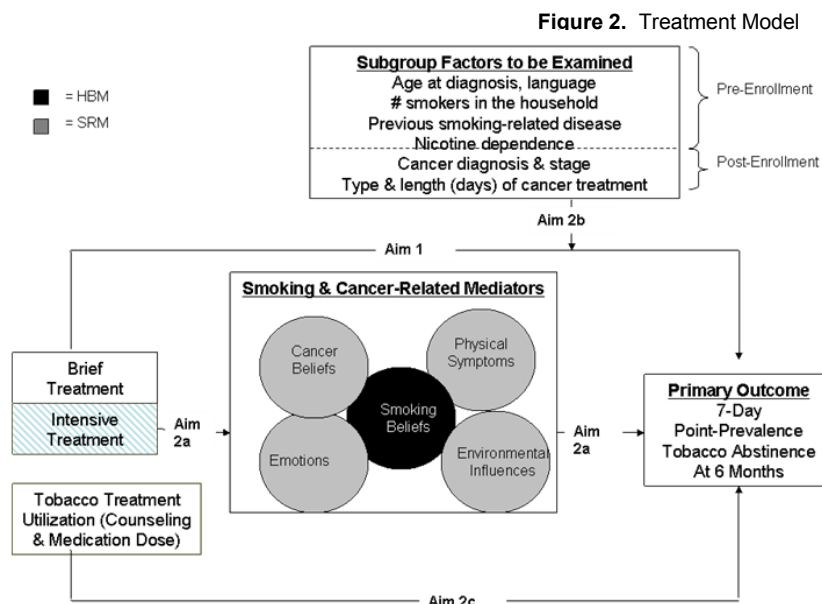 Figure 2. Treatment Model
Subgroup Factors to be Examined
Age at diagnosis, language
# smokers in the household
Previous smoking-related disease
Nicotine dependence
Cancer diagnosis & stage
Type & length (days) of cancer treatment
Pre-Enrollment
Post-Enrollment
= HBM
= SRM
Aim 2b
Aim 1
Smoking & Cancer-Related Mediators
Cancer
Beliefs
Physical
Symptoms
Smoking
Beliefs
Emotions
Environmental
Influences
Brief
Treatment
Intensive
Treatment
Aim
2a
Aim
2a
Primary Outcome
7-Day
Point-Prevalence
Tobacco Abstinence
At 6 Months
Tobacco Treatment
Utilization (Counseling
& Medication Dose)
Aim 2c